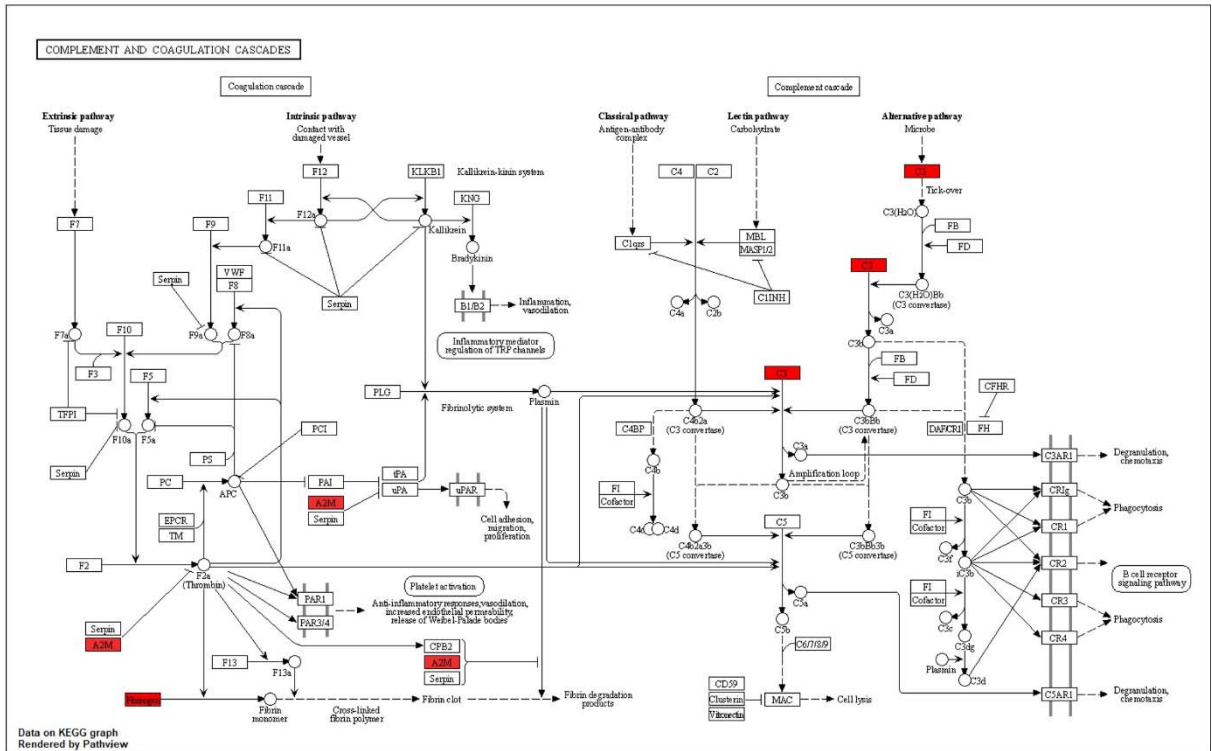 COMPLEMENT AND COAGULATION CASCADES
Coagulation cascade
Complement cascade
Extrinsic pathway
Tissue damage
Intrinsic pathway
Contact with
damaged vessel
Classical pathway
Antigen-antibody
complex
Lectin pathway
Carbohydrate
Alternative pathway
Microbe
F12
KLKB1
Kallikrein-kinin system
C4
C2
C3
Tick-over
F11
KNG
F7
F9
F12a
Kallikrein
C3(H2O)
FB
F11a
C1qrs
MBL
MASP1/2
FD
Bradykinin
Serpin
VWF
F8
Serpin
B1/B2
Inflammation,
vasodilation
C1INH
C3
C3(H2O)Bb
(C3 convertase)
C4a
C2b
C3a
F7a
F10
F9a
F8a
C3b
Inflammatory mediator
regulation of TRP channels
FB
F3
F5
C3
FD
PLG
Plasmin
CFHR
TFPI
Fibrinolytic system
C4b2a
(C3 convertase)
C3bBb
(C3 convertase)
F10a
F5a
PCI
C4BP
DAF/CR1
FH
Serpin
PS
C3a
C3AR1
Degranulation,
chemotaxis
C4b
Amplification loop
PC
APC
PAI
tPA
uPA
uPAR
C3b
C3b
CRIg
A2M
Serpin
FI
Cofactor
Phagocytosis
EPCR
TM
Cell adhesion,
migration,
proliferation
C4c
C4d
C5
FI
Cofactor
CR1
C4b2a3b
(C5 convertase)
C3bBb3b
(C5 convertase)
C3f
F2
F2a
(Thrombin)
iC3b
CR2
B cell receptor
signaling pathway
Platelet activation
PAR1
PAR3/4
Anti-inflammatory responses,vasodilation,
increased endothelial permeability,
release of Weibel-Palade bodies
C5a
FI
Cofactor
CR3
Phagocytosis
Serpin
A2M
C5b
C3c
CR4
CPB2
A2M
Serpin
C6/7/8/9
C3dg
F13
F13a
Plasmin
C3d
CD59
Clusterin
Vitronectin
MAC
Cell lysis
C5AR1
Degranulation,
chemotaxis
Fibrinogen
Fibrin
monomer
Cross-linked
fibrin polymer
Fibrin clot
Fibrin degradation
products
Data on KEGG graph
Rendered by Pathview